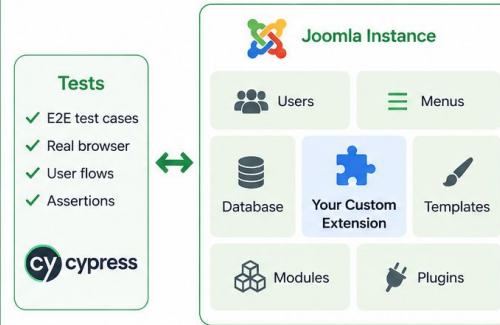 Tests
E2E test cases
Real browser
User flows
Assertions
cy cypress
Joomla Instance
Users
Menus
Database
Your Custom
Extension
Templates
Modules
Plugins